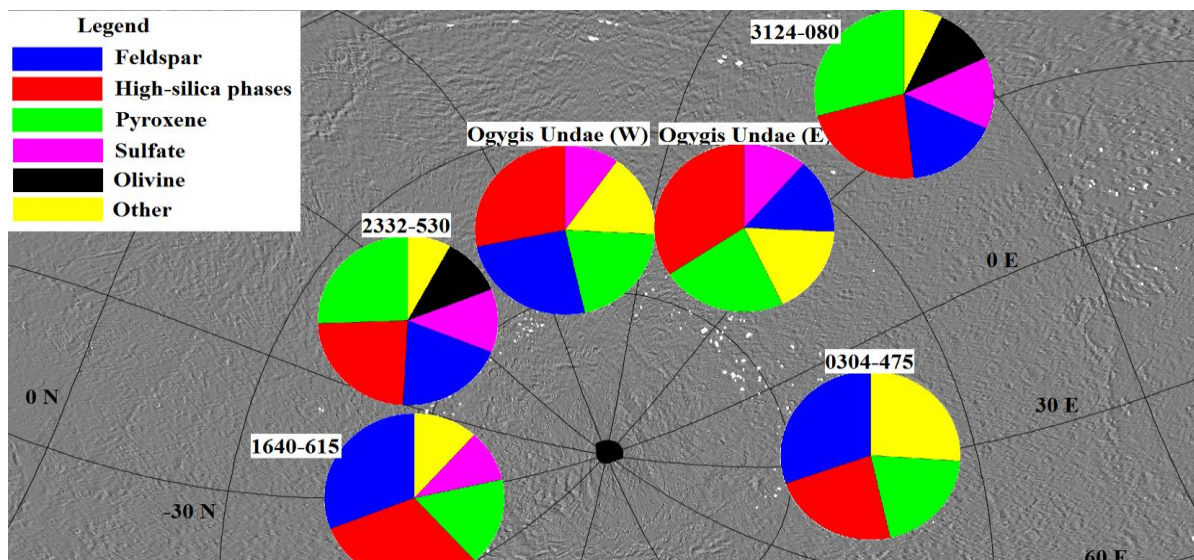 Legend
Feldspar
High-silica phases
Pyroxene
Sulfate
Olivine
Other
3124-080
Ogygis Undae (W)
Ogygis Undae (E)
2332-530
0 E
0304-475
0 N
30 E
1640-615
-30 N
60 E